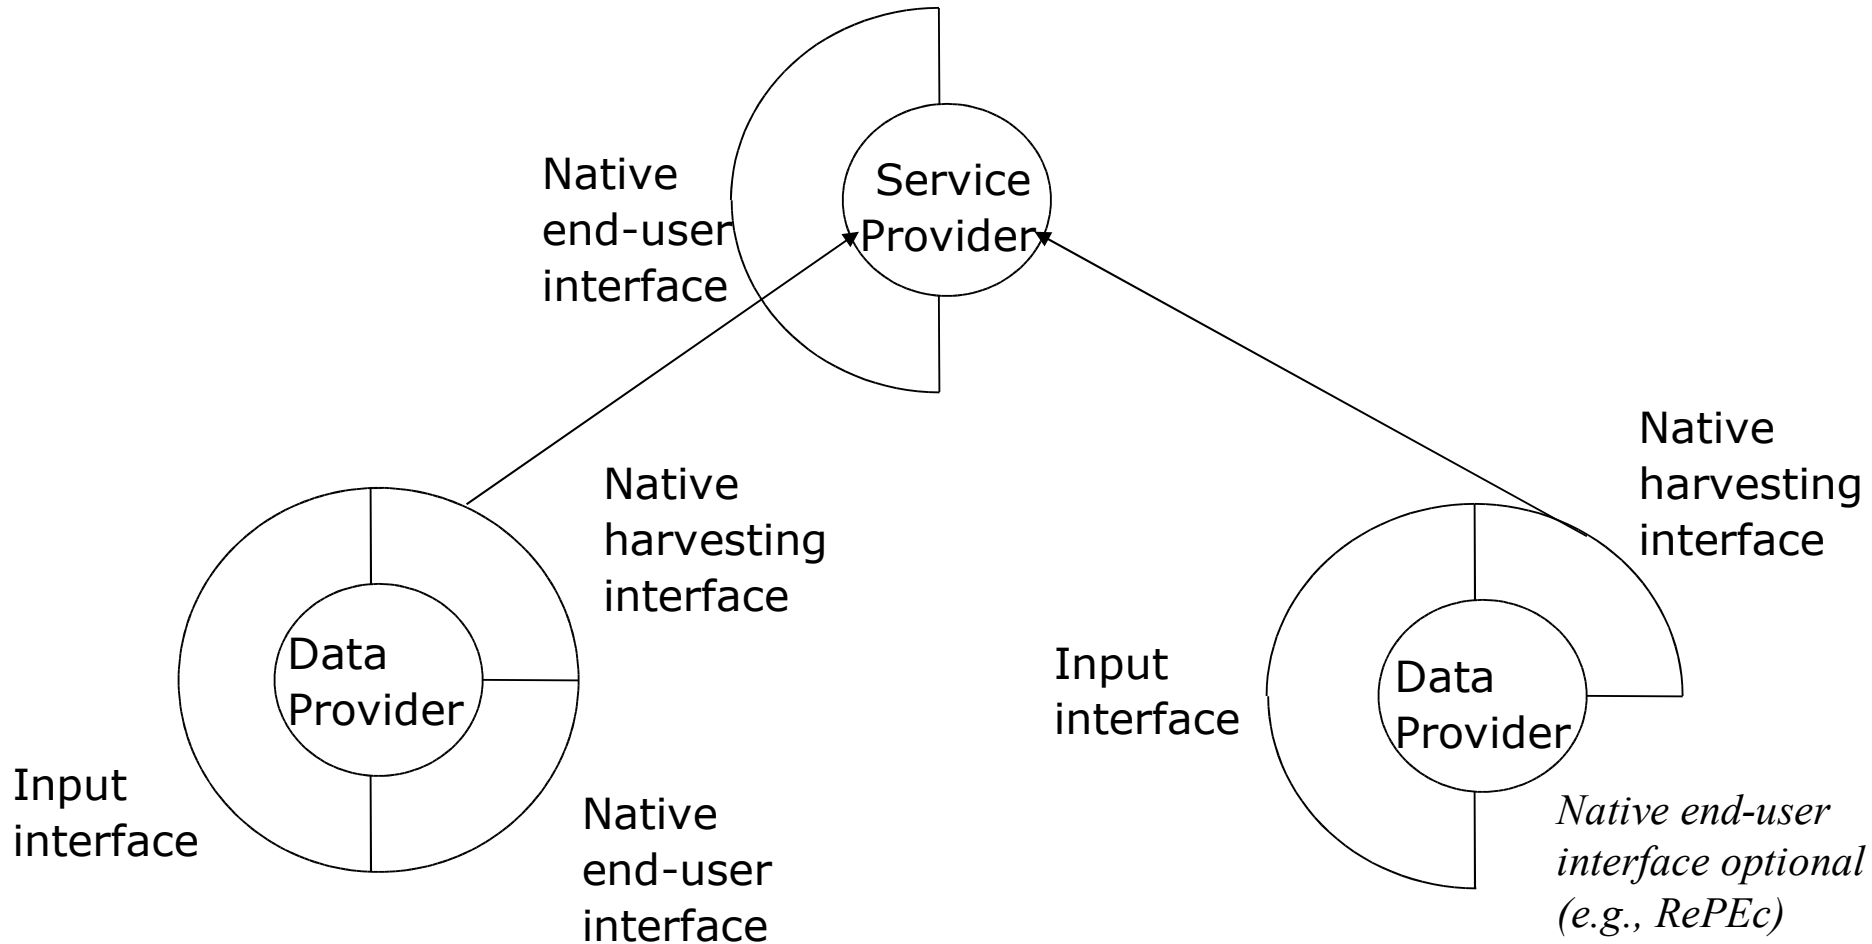 Native
end-user
interface
Service
Provider
Native
harvesting
interface
Data
Provider
Input
interface
Native
end-user
interface
Native
harvesting
interface
Input
interface
Data
Provider
Native end-user
interface optional
(e.g., RePEc)